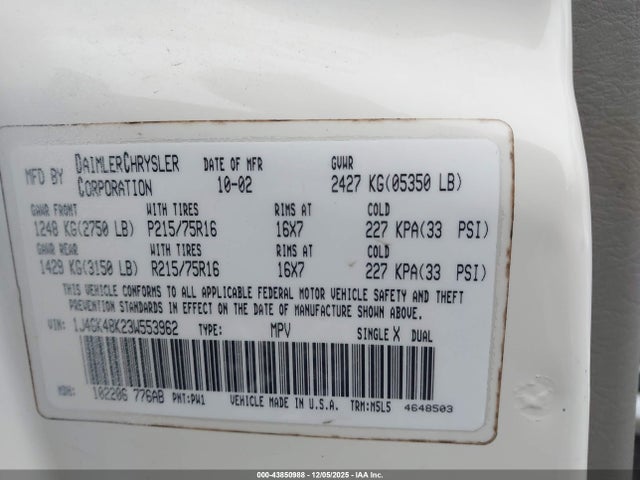 MFD BY DAIMLERCHRYSLER CORPORATION DATE OF MFR 10-02 GVWR 2427 KG(05350 LB)
GAWR FRONT WITH TIRES RIMS AT COLD
1248 KG(2750 LB) P215/75R16 16X7 227 KPA(33 PSI)
GAWR REAR WITH TIRES RIMS AT COLD
1429 KG(3150 LB) R215/75R16 16X7 227 KPA(33 PSI)
THIS VEHICLE CONFORMS TO ALL APPLICABLE FEDERAL MOTOR VEHICLE SAFETY AND THEFT
PREVENTION STANDARDS IN EFFECT ON THE DATE OF MANUFACTURE SHOWN ABOVE.
VIN: 1J4GK48K23W553962 TYPE: MPV SINGLE X DUAL
MDH: 102206 776AB PNT:PW1 VEHICLE MADE IN U.S.A. TRM:M5L5 4648503
000-43850988 - 12/05/2025 - IAA Inc.